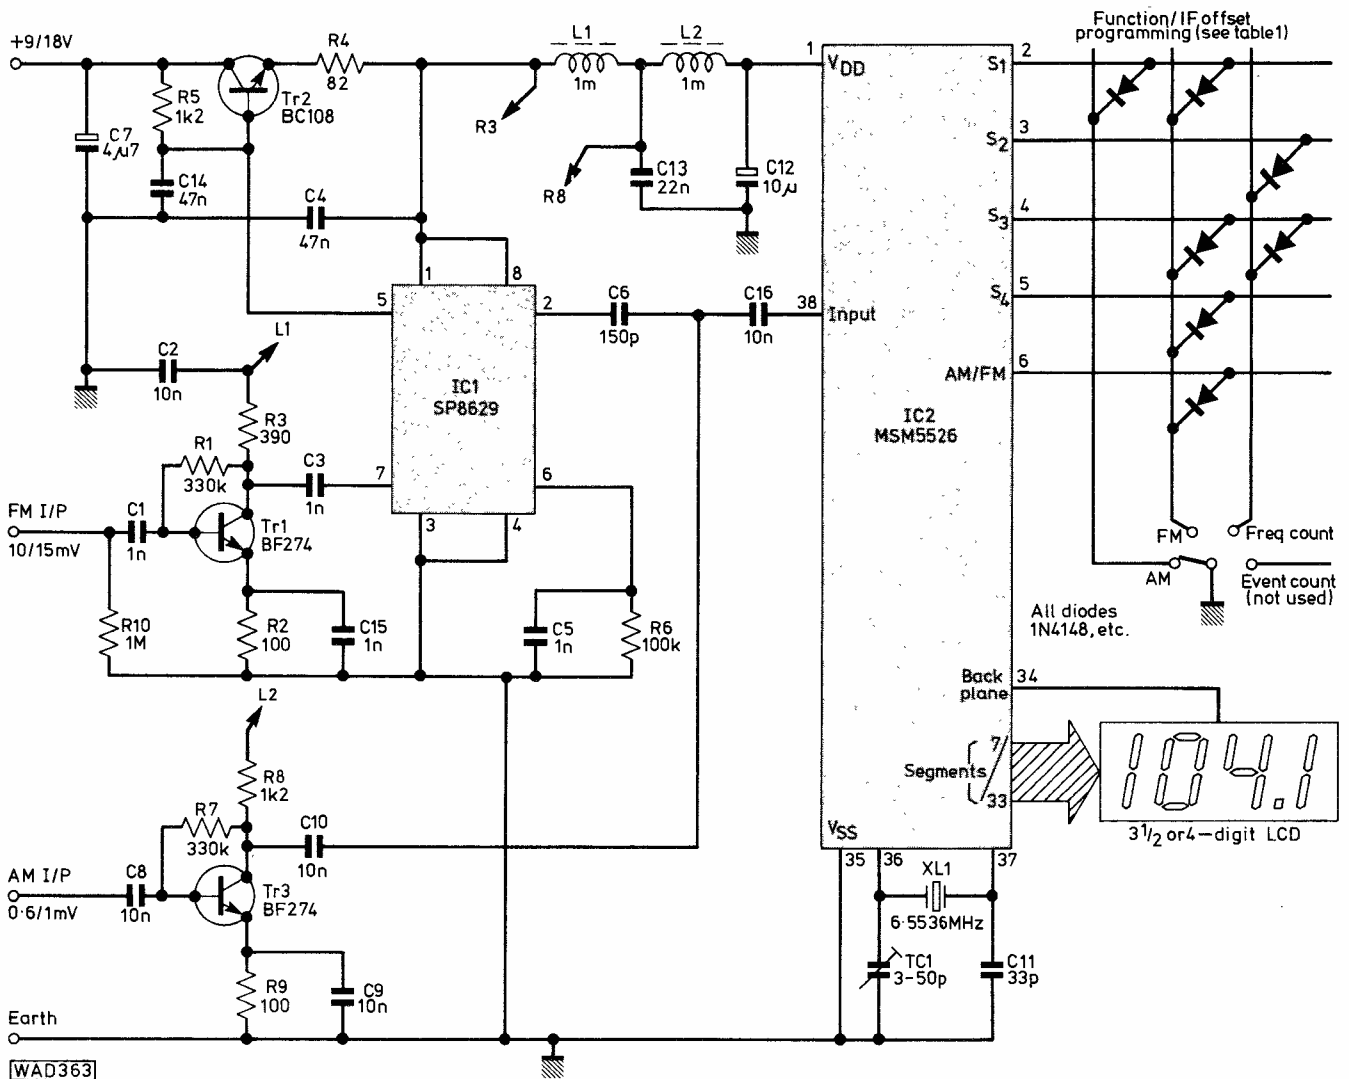 Function/IF offset
programming (see table 1)
+9/18V
R4
82
L1
1m
L2
1m
1
VDD
S1
2
R5
1k2
Tr2
BC108
C7
4µ7
R3
R8
C13
22n
C12
10µ
S2
3
C14
47n
C4
47n
S3
4
1
8
5
2
C6
150p
C16
10n
38
Input
S4
5
L1
C2
10n
IC1
SP8629
AM/FM
6
IC2
MSM5526
R3
390
R1
330k
C3
1n
7
6
FM I/P
10/15mV
C1
1n
Tr1
BF274
3
4
FM
Freq count
AM
Event count
(not used)
R10
1M
R2
100
C15
1n
C5
1n
R6
100k
All diodes
1N4148, etc.
L2
Back
plane
34
R8
1k2
Segments
7
33
104.1
R7
330k
C10
10n
VSS
3½ or 4-digit LCD
35
36
37
AM I/P
0·6/1mV
C8
10n
Tr3
BF274
XL1
6·5536MHz
R9
100
C9
10n
TC1
3-50p
C11
33p
Earth
WAD363